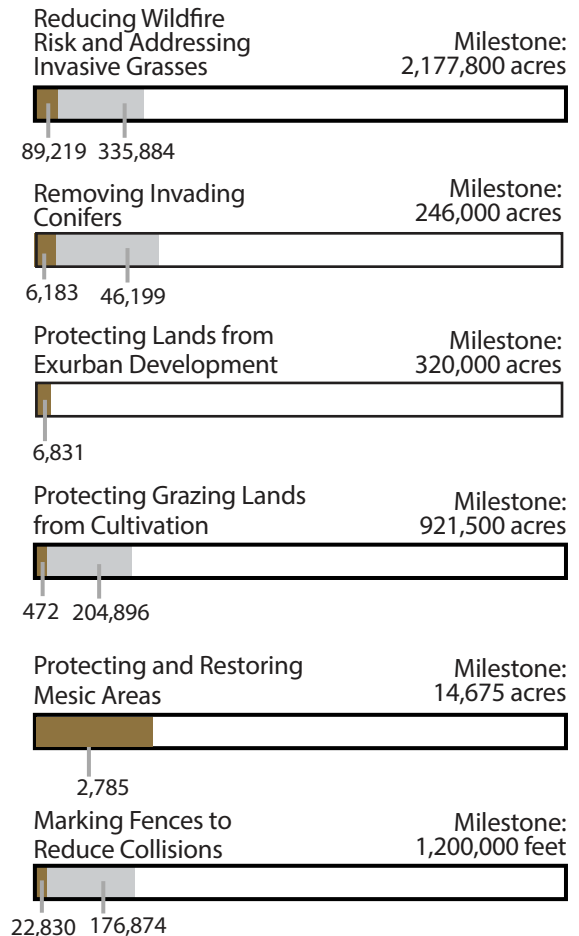 Reducing Wildfire
Risk and Addressing
Invasive Grasses
Milestone:
2,177,800 acres
89,219 335,884
Removing Invading
Conifers
Milestone:
246,000 acres
6,183 46,199
Protecting Lands from
Exurban Development
Milestone:
320,000 acres
6,831
Protecting Grazing Lands
from Cultivation
Milestone:
921,500 acres
472 204,896
Protecting and Restoring
Mesic Areas
Milestone:
14,675 acres
2,785
Marking Fences to
Reduce Collisions
Milestone:
1,200,000 feet
22,830 176,874